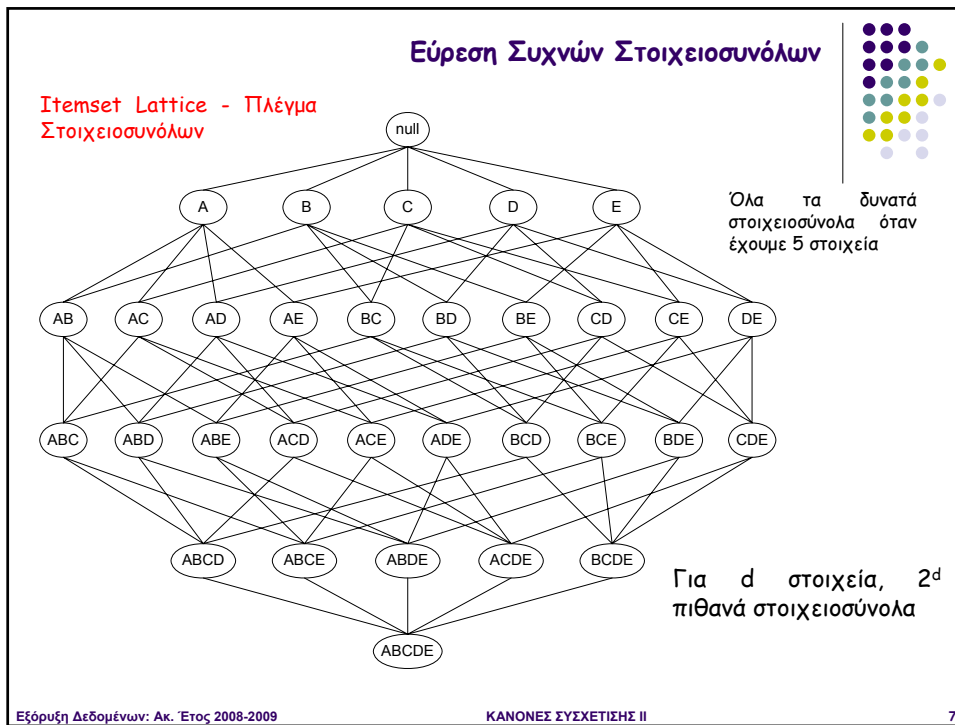 Εύρεση Συχνών Στοιχειοσυνόλων
Itemset Lattice - Πλέγμα
Στοιχειοσυνόλων
null
A B C D E
Όλα τα δυνατά
στοιχειοσύνολα όταν
έχουμε 5 στοιχεία
AB AC AD AE BC BD BE CD CE DE
ABC ABD ABE ACD ACE ADE BCD BCE BDE CDE
ABCD ABCE ABDE ACDE BCDE
Για d στοιχεία, 2^d
πιθανά στοιχειοσύνολα
ABCDE
Εξόρυξη Δεδομένων: Ακ. Έτος 2008-2009 ΚΑΝΟΝΕΣ ΣΥΣΧΕΤΙΣΗΣ II 7